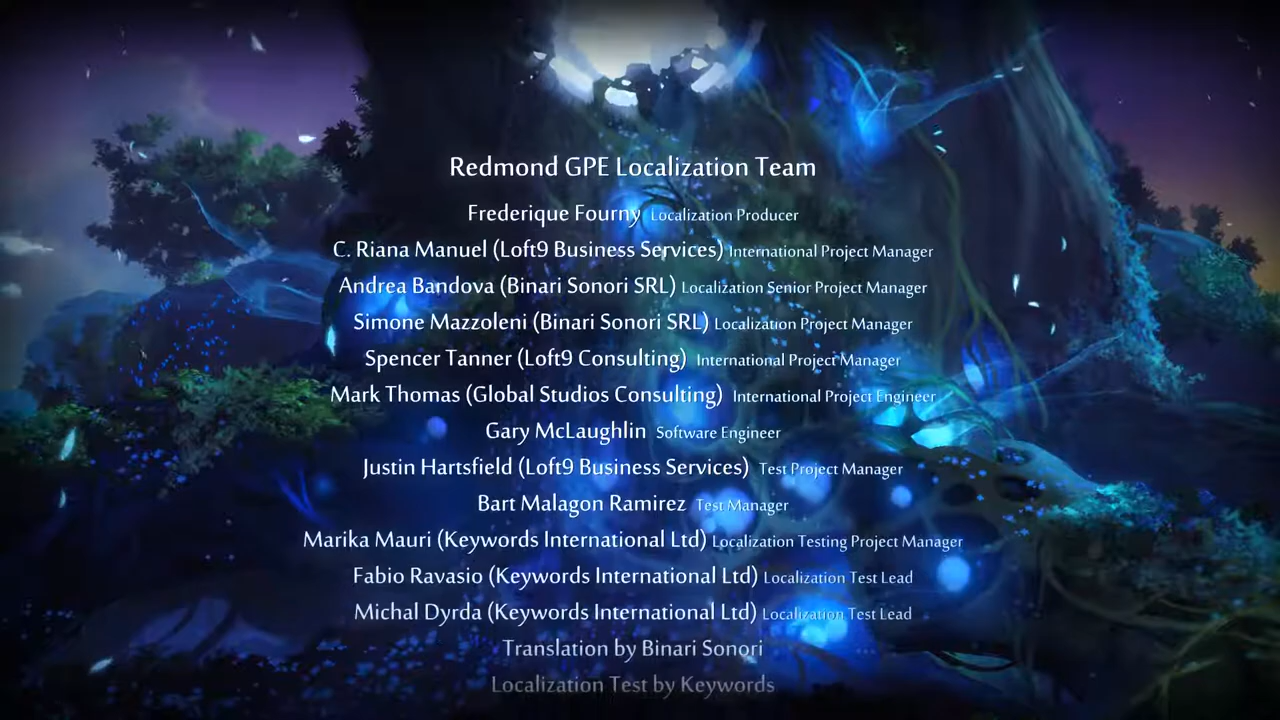 Redmond GPE Localization Team
Frederique Fourny Localization Producer
C. Riana Manuel (Loft9 Business Services) International Project Manager
Andrea Bandova (Binari Sonori SRL) Localization Senior Project Manager
Simone Mazzoleni (Binari Sonori SRL) Localization Project Manager
Spencer Tanner (Loft9 Consulting) International Project Manager
Mark Thomas (Global Studios Consulting) International Project Engineer
Gary McLaughlin Software Engineer
Justin Hartsfield (Loft9 Business Services) Test Project Manager
Bart Malagon Ramirez Test Manager
Marika Mauri (Keywords International Ltd) Localization Testing Project Manager
Fabio Ravasio (Keywords International Ltd) Localization Test Lead
Michal Dyrda (Keywords International Ltd) Localization Test Lead
Translation by Binari Sonori
Localization Test by Keywords